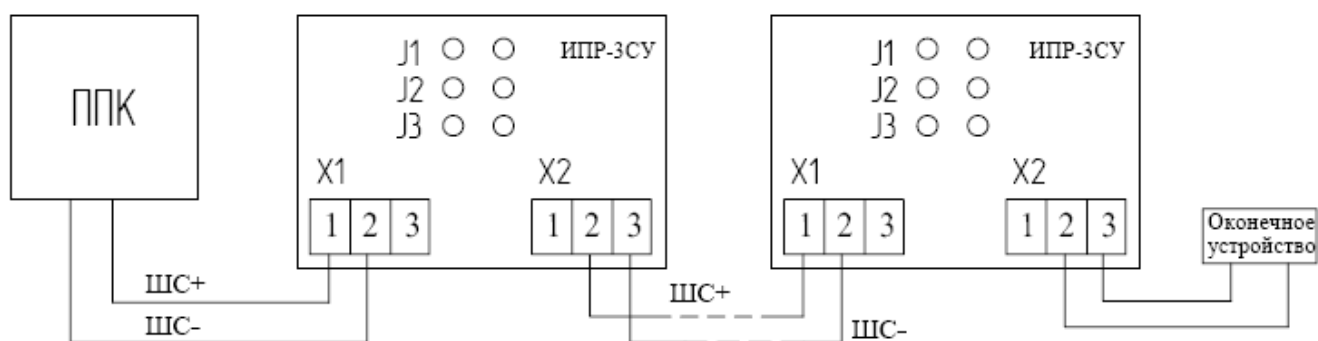 ППК
J1
J2
J3
ИПР-3СУ
X1
1 2 3
X2
1 2 3
J1
J2
J3
ИПР-3СУ
X1
1 2 3
X2
1 2 3
Оконечное
устройство
ШС+
ШС-
ШС+
ШС-